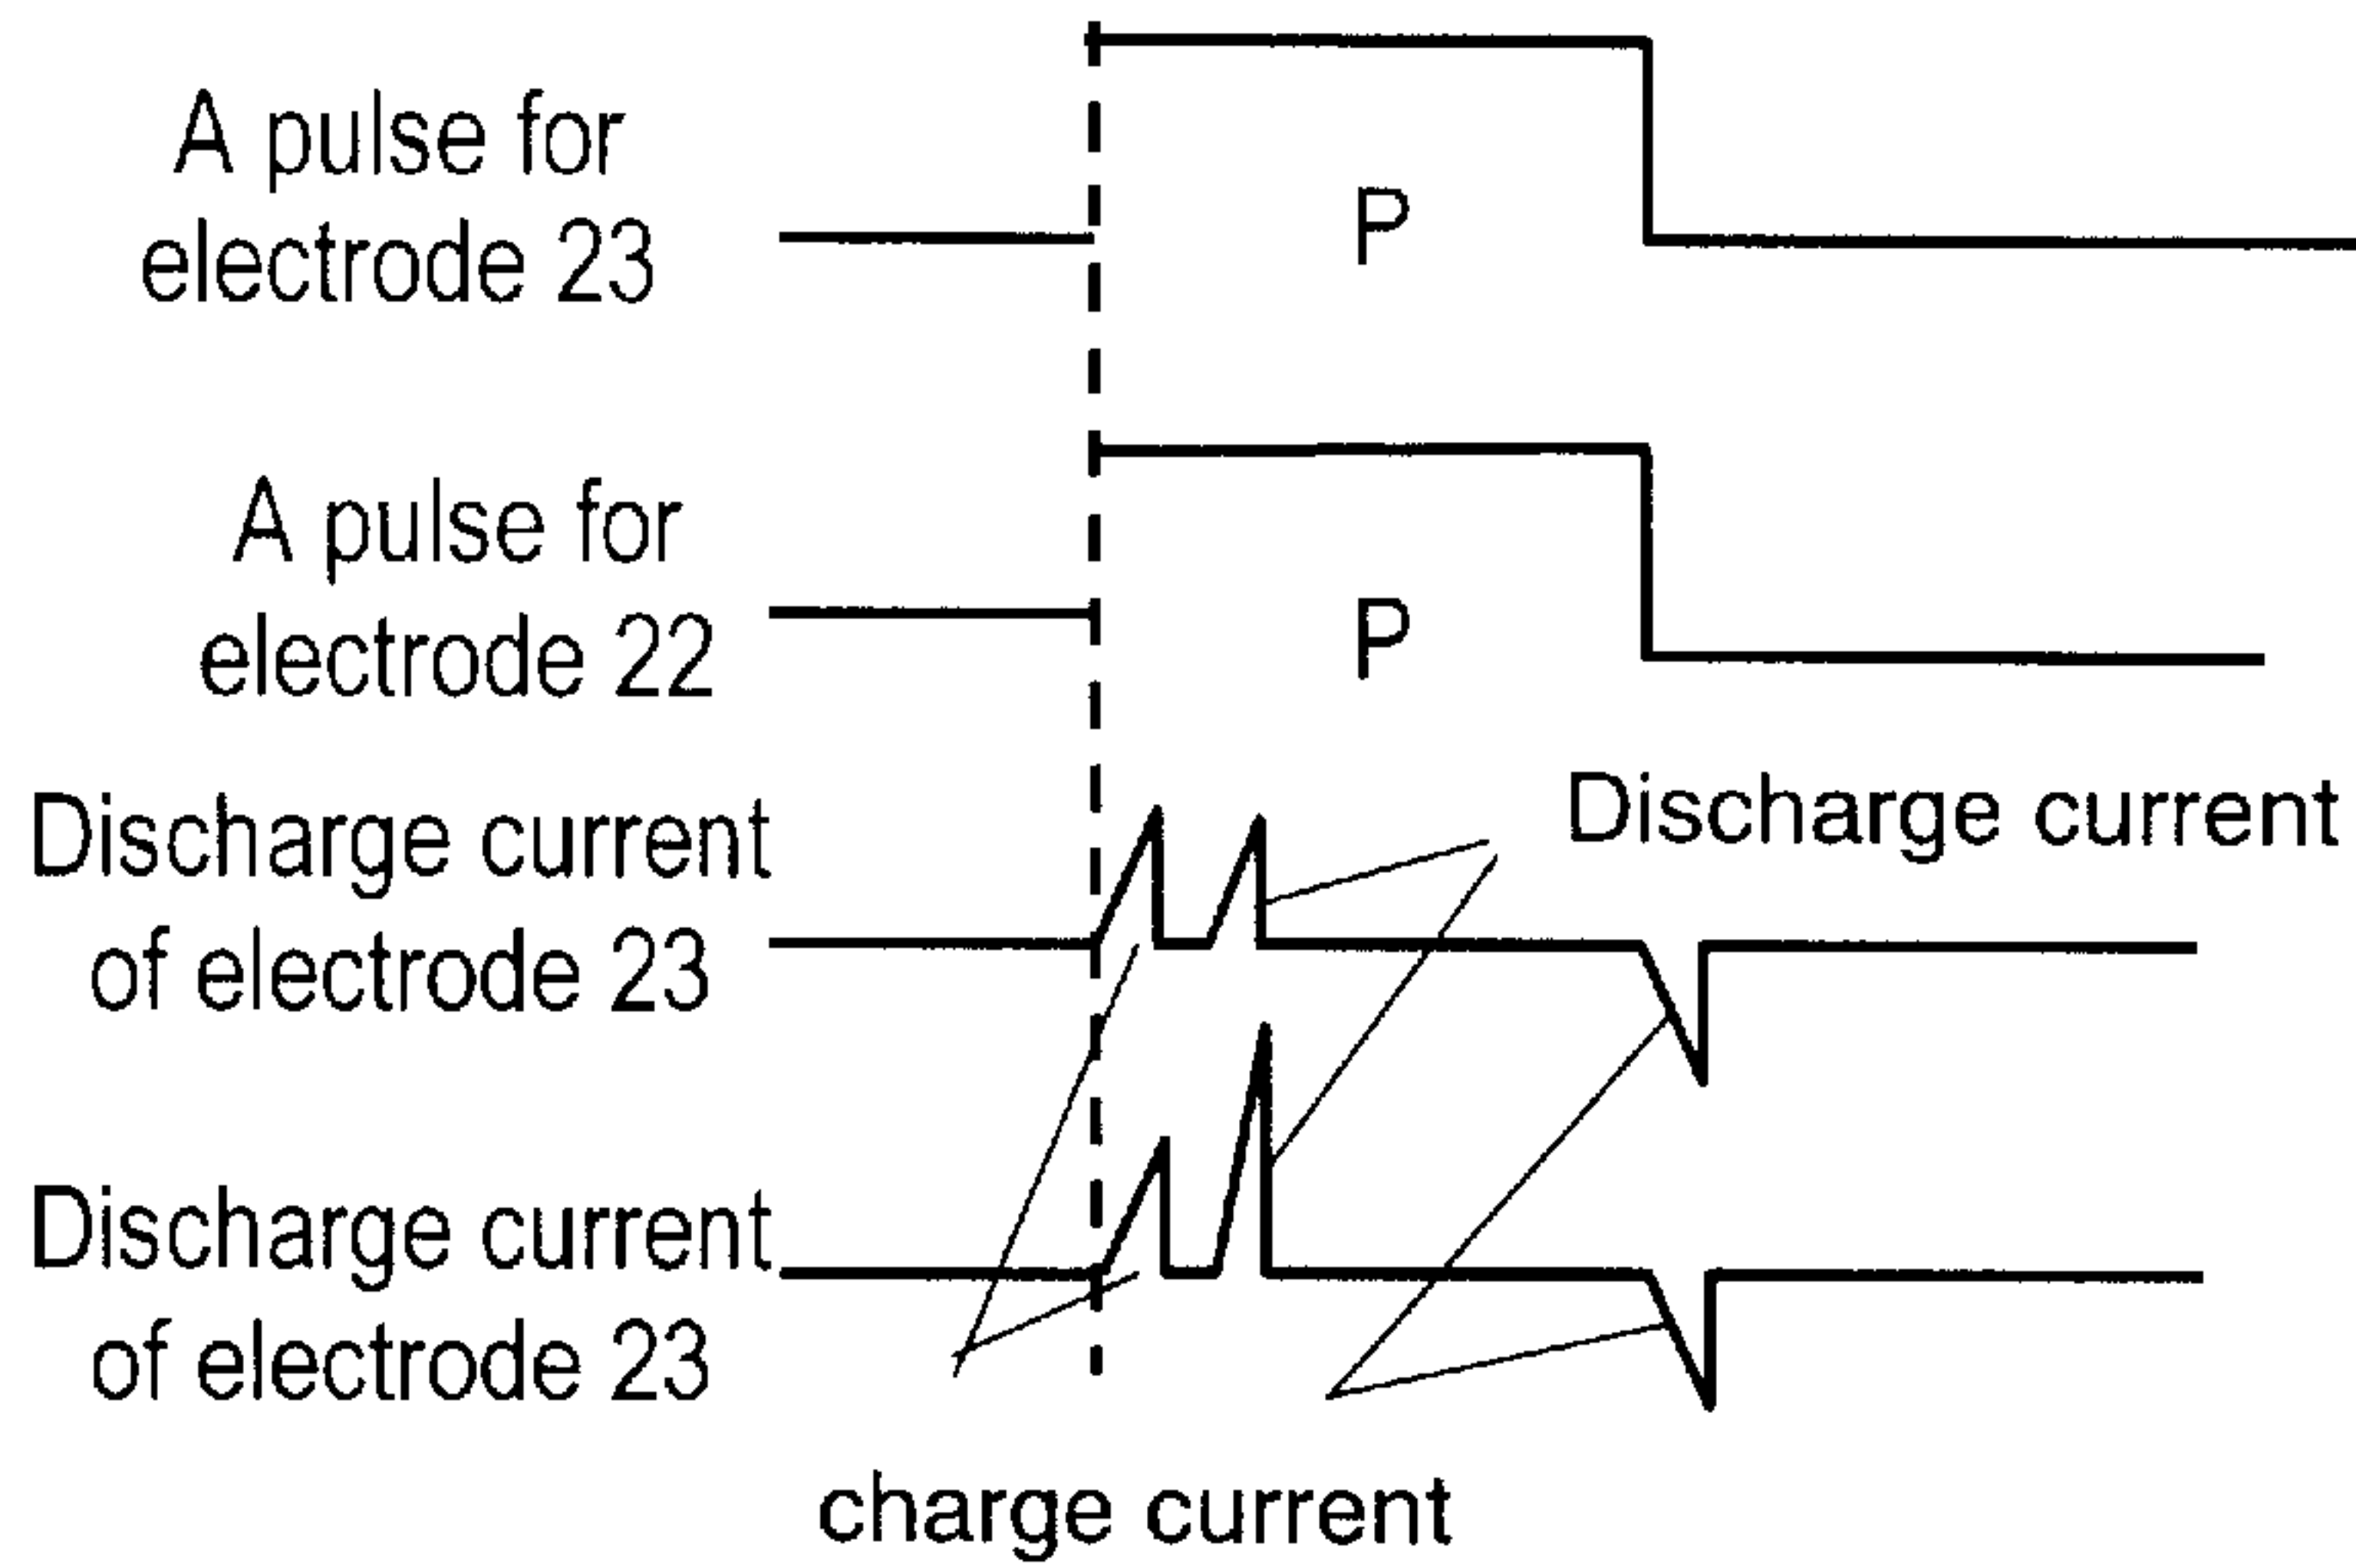 A pulse for
electrode 23
P
A pulse for
electrode 22
P
Discharge current
of electrode 23
Discharge current
Discharge current
of electrode 23
charge current